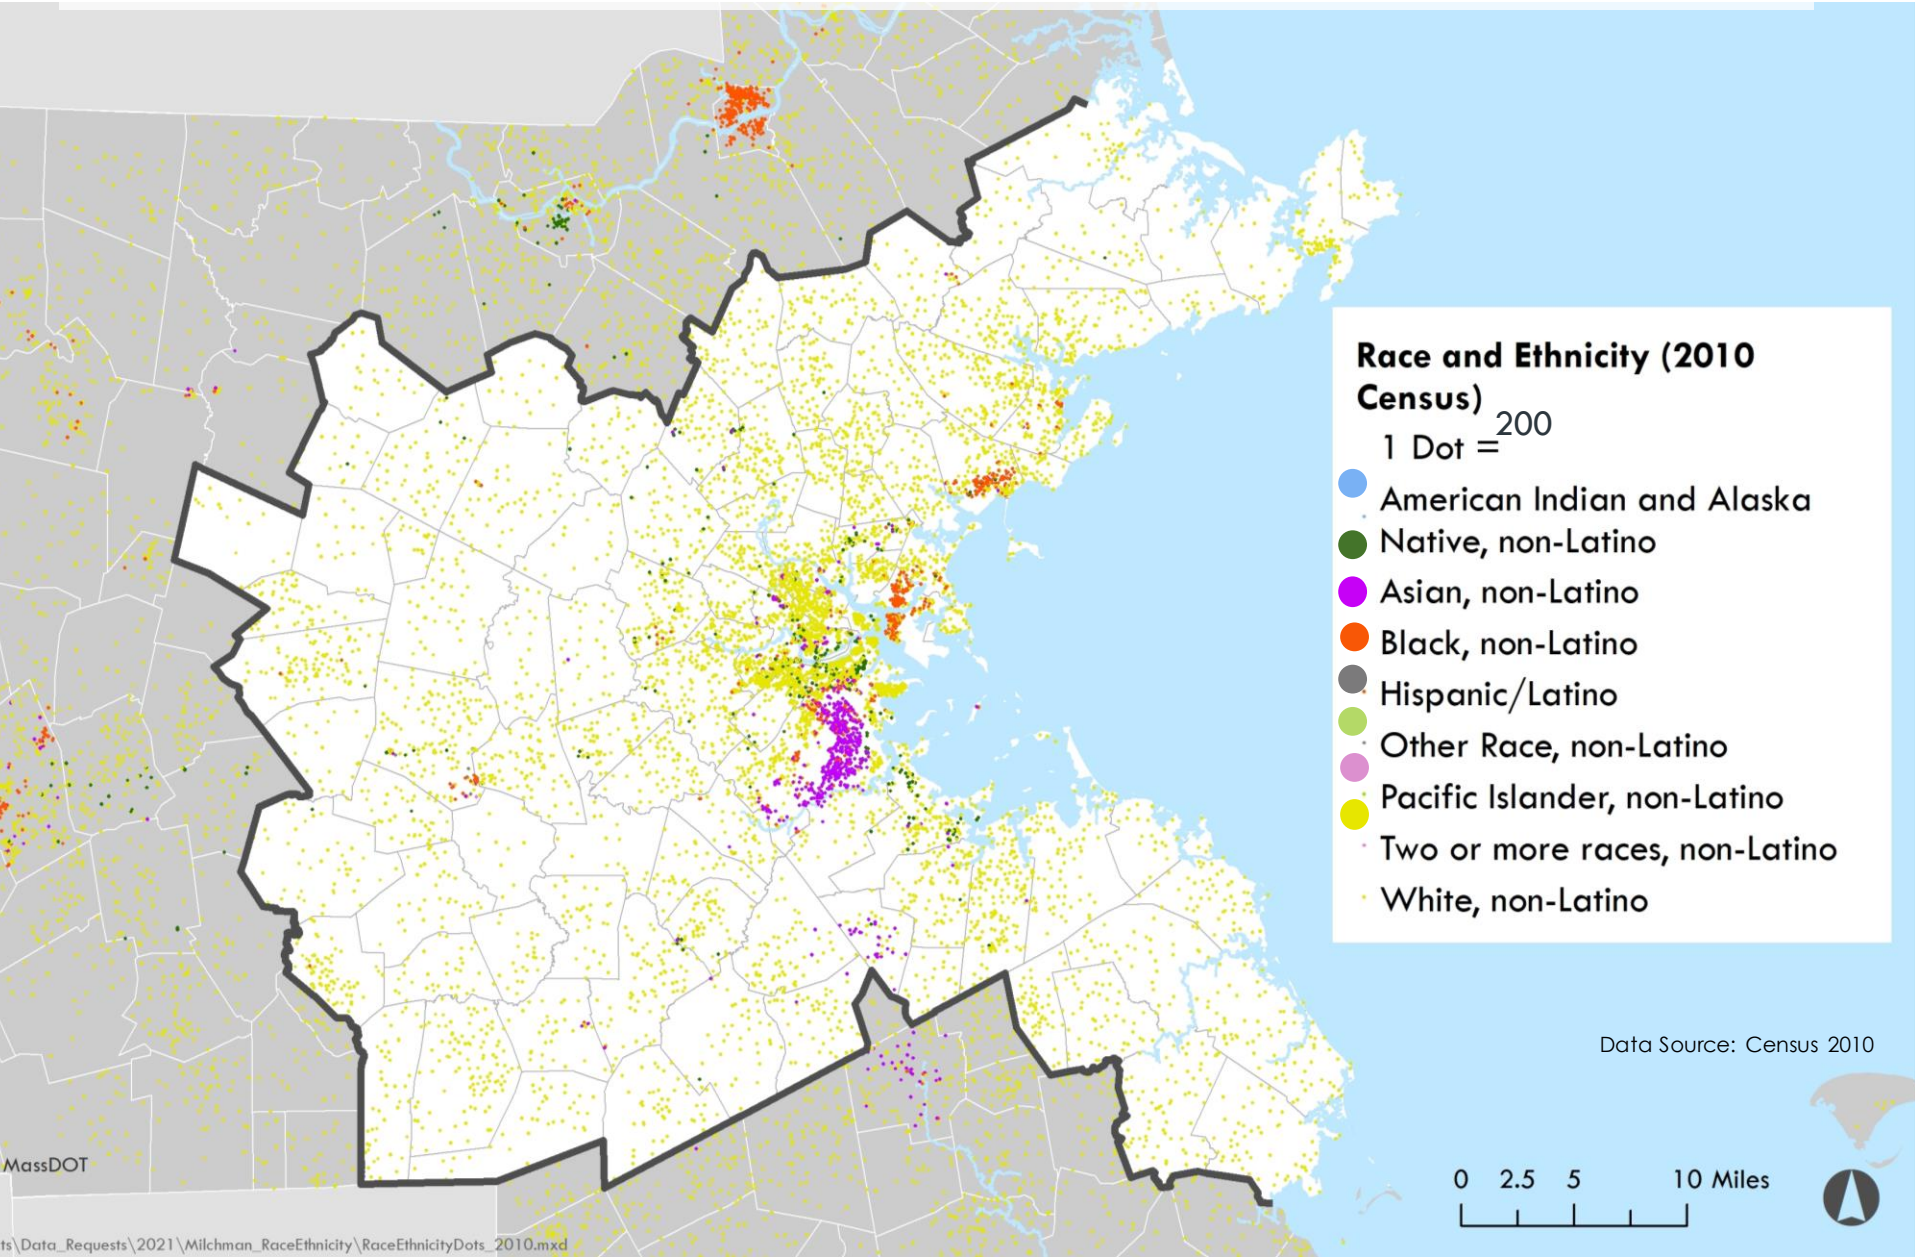 Race and Ethnicity (2010
Census)
1 Dot = 200
American Indian and Alaska
Native, non-Latino
Asian, non-Latino
Black, non-Latino
Hispanic/Latino
Other Race, non-Latino
Pacific Islander, non-Latino
Two or more races, non-Latino
White, non-Latino
Data Source: Census 2010
MassDOT
0 2.5 5 10 Miles
ts\Data_Requests\2021\Milchman_RaceEthnicity\RaceEthnicityDots_2010.mxd